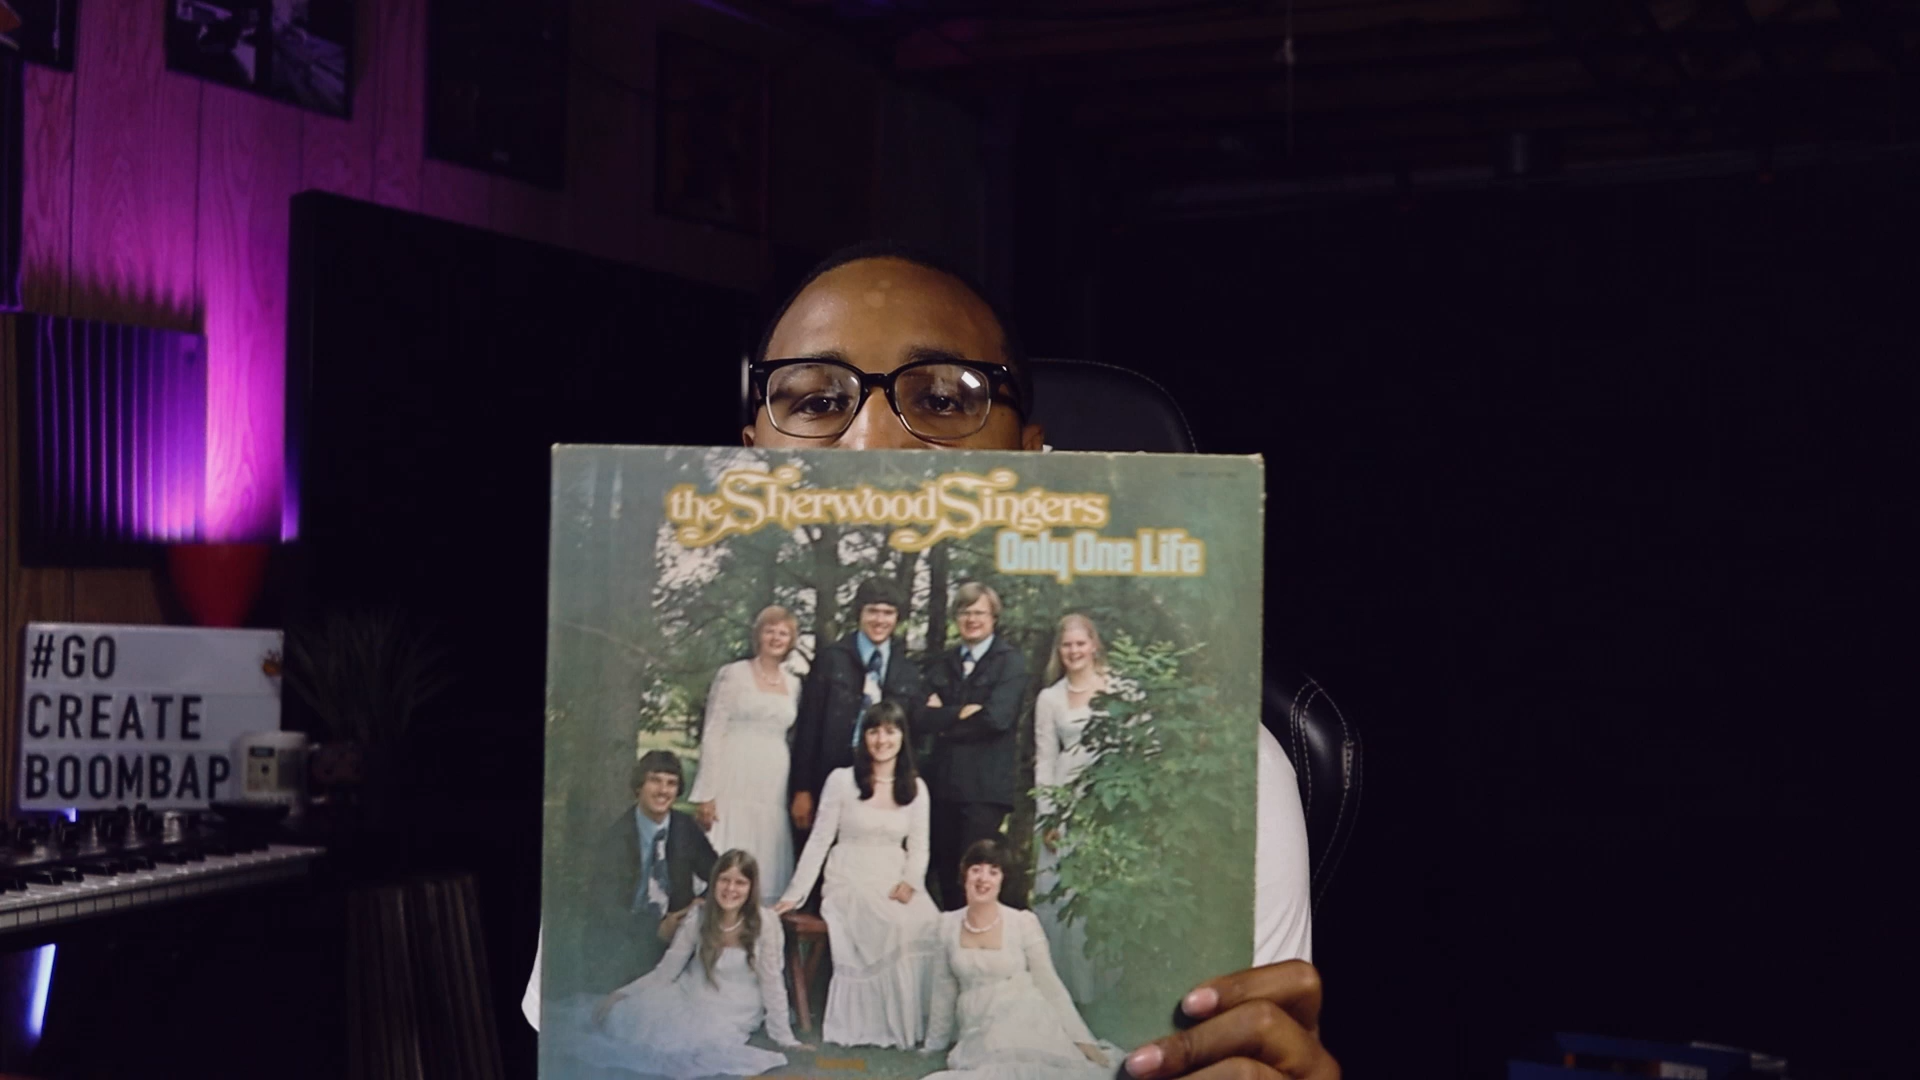 the Sherwood Singers
Only One Life
#GO
CREATE
BOOMBAP